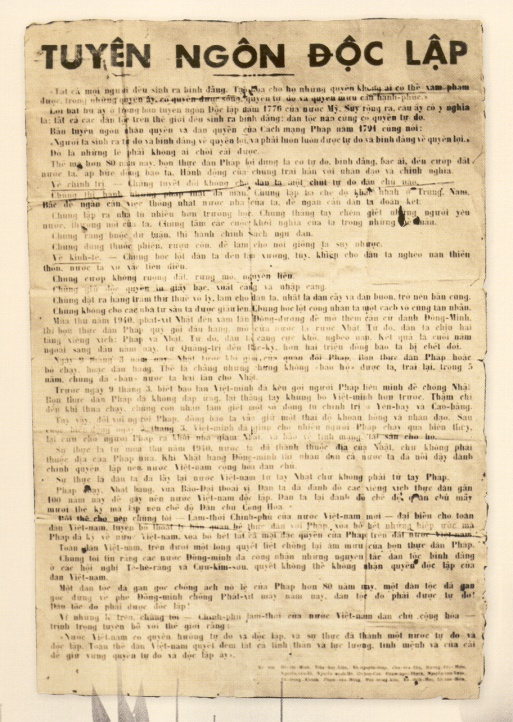 TUYÊN NGÔN ĐỘC LẬP
«Tất cả mọi người đều sinh ra bình đẳng. Tạo hóa cho họ những quyền không ai có thể xâm phạm
được, trong những quyền ấy, có quyền được sống, quyền tự do và quyền mưu cầu hạnh-phúc.»
Lời bất hủ ấy ở trong bản tuyên ngôn Độc lập năm 1776 của nước Mỹ. Suy rộng ra, câu ấy có ý nghĩa
là: tất cả các dân tộc trên thế giới đều sinh ra bình đẳng; dân tộc nào cũng có quyền tự do.
Bản tuyên ngôn nhân quyền và dân quyền của Cách mạng Pháp năm 1791 cũng nói:
«Người ta sinh ra tự do và bình đẳng về quyền lợi, và phải luôn luôn được tự do và bình đẳng về quyền lợi.»
Đó là những lẽ phải không ai chối cãi được.
Thế mà hơn 80 năm nay, bọn thực dân Pháp lợi dụng lá cờ tự do, bình đẳng, bác ái, đến cướp đất
nước ta, áp bức đồng bào ta. Hành động của chúng trái hẳn với nhân đạo và chính nghĩa.
Về chính trị — Chúng tuyệt đối không cho dân ta một chút tự do dân chủ nào.
Chúng thi hành những pháp luật dã man. Chúng lập ba chế độ khác nhau ở Trung, Nam,
Bắc để ngăn cản việc thống nhất nước nhà của ta, để ngăn cản dân ta đoàn kết.
Chúng lập ra nhà tù nhiều hơn trường học. Chúng thẳng tay chém giết những người yêu
nước, thương nòi của ta. Chúng tắm các cuộc khởi nghĩa của ta trong những bể máu.
Chúng ràng buộc dư luận, thi hành chính sách ngu dân.
Chúng dùng thuốc phiện, rượu cồn, để làm cho nòi giống ta suy nhược.
Về kinh-tế. — Chúng bóc lột dân ta đến tận xương, tủy, khiến cho dân ta nghèo nàn thiếu
thốn, nước ta xơ xác tiêu điều.
Chúng cướp không ruộng đất, rừng mỏ, nguyên liệu.
Chúng giữ độc quyền in giấy bạc, xuất cảng và nhập cảng.
Chúng đặt ra hàng trăm thứ thuế vô lý, làm cho dân ta, nhất là dân cày và dân buôn, trở nên bần cùng.
Chúng không cho các nhà tư sản ta được giàu lên. Chúng bóc lột công nhân ta một cách vô cùng tàn nhẫn.
Mùa thu năm 1940, phát-xít Nhật đến xâm lăng Đông-dương để mở thêm căn cứ đánh Đồng-Minh,
thì bọn thực dân Pháp quỳ gối đầu hàng, mở cửa nước ta rước Nhật. Từ đó, dân ta chịu hai
tầng xiềng xích: Pháp và Nhật. Từ đó, dân ta càng cực khổ, nghèo nàn. Kết quả là cuối năm
ngoái sang đầu năm nay, từ Quảng-trị đến Bắc-kỳ, hơn hai triệu đồng bào ta bị chết đói.
Ngày 9 tháng 3 năm nay, Nhật tước khí giới của quân đội Pháp. Bọn thực dân Pháp hoặc
bỏ chạy, hoặc đầu hàng. Thế là chẳng những chúng không «bảo hộ» được ta, trái lại, trong 5
năm, chúng đã «bán» nước ta hai lần cho Nhật.
Trước ngày 9 tháng 3, biết bao lần Việt-minh đã kêu gọi người Pháp liên minh để chống Nhật.
Bọn thực dân Pháp đã không đáp ứng, lại thẳng tay khủng bố Việt-minh hơn trước. Thậm chí
đến khi thua chạy, chúng còn nhẫn tâm giết nốt số đông tù chính trị ở Yên-bay và Cao-bằng.
Tuy vậy, đối với người Pháp, đồng bào ta vẫn giữ một thái độ khoan hồng và nhân đạo. Sau
tháng 3, Việt-minh đã giúp cho nhiều người Pháp chạy qua biên thùy,
lại cứu cho người Pháp ra khỏi nhà giam Nhật, và bảo vệ tính mạng, tài sản cho họ.
Sự thực là từ mùa thu năm 1940, nước ta đã thành thuộc địa của Nhật, chứ không phải
thuộc địa của Pháp nữa. Khi Nhật hàng Đồng-minh thì nhân dân cả nước ta đã nổi dậy dành
chính quyền, lập nên nước Việt-nam cộng hòa dân chủ.
Sự thực là dân ta đã lấy lại nước Việt-nam từ tay Nhật chứ không phải từ tay Pháp.
Pháp chạy, Nhật hàng, vua Bảo-Đại thoái vị. Dân ta đã đánh đổ các xiềng xích thực dân gần
100 năm nay để gây nên nước Việt-nam độc lập. Dân ta lại đánh đổ chế độ quân chủ mấy
mươi thế kỷ mà lập nên chế độ Dân chủ Cộng Hòa.
Bởi thế cho nên chúng tôi — Lâm-thời Chính-phủ của nước Việt-nam mới — đại biểu cho toàn
dân Việt-nam, tuyên bố thoát ly hẳn quan hệ thực dân với Pháp, xóa bỏ hết những hiệp ước mà
Pháp đã ký về nước Việt-nam, xóa bỏ hết tất cả mọi đặc quyền của Pháp trên đất nước Việt-nam.
Toàn dân Việt-nam, trên dưới một lòng quyết liệt chống lại âm mưu của bọn thực dân Pháp.
Chúng tôi tin rằng các nước Đồng-minh đã công nhận những nguyên tắc dân tộc bình đẳng
ở các hội nghị Tê-hê-răng và Cựu-kim-sơn, quyết không thể không nhận quyền độc lập của
dân Việt-nam.
Một dân tộc đã gan góc chống ách nô lệ của Pháp hơn 80 năm nay, một dân tộc đã gan
góc đứng về phe Đồng-minh chống Phát-xít mấy năm nay, dân tộc đó phải được tự do!
Dân tộc đó phải được độc lập!
Vì những lẽ trên, chúng tôi — Chính-phủ lâm-thời của nước Việt-nam dân chủ cộng hòa
trịnh trọng tuyên bố với thế giới rằng:
«Nước Việt-nam có quyền hưởng tự do và độc lập, và sự thực đã thành một nước tự do và
độc lập. Toàn thể dân Việt-nam quyết đem tất cả tinh thần và lực lượng, tính mệnh và của cải
để giữ vững quyền tự do và độc lập ấy».